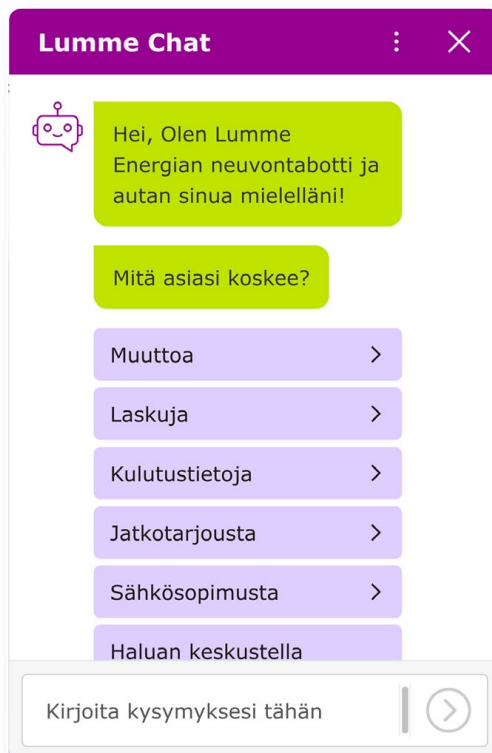 Lumme Chat
Hei, Olen Lumme
Energian neuvontabotti ja
autan sinua mielelläni!
Mitä asiasi koskee?
Muuttoa
Laskuja
Kulutustietoja
Jatkotarjousta
Sähkösopimusta
Haluan keskustella
Kirjoita kysymyksesi tähän